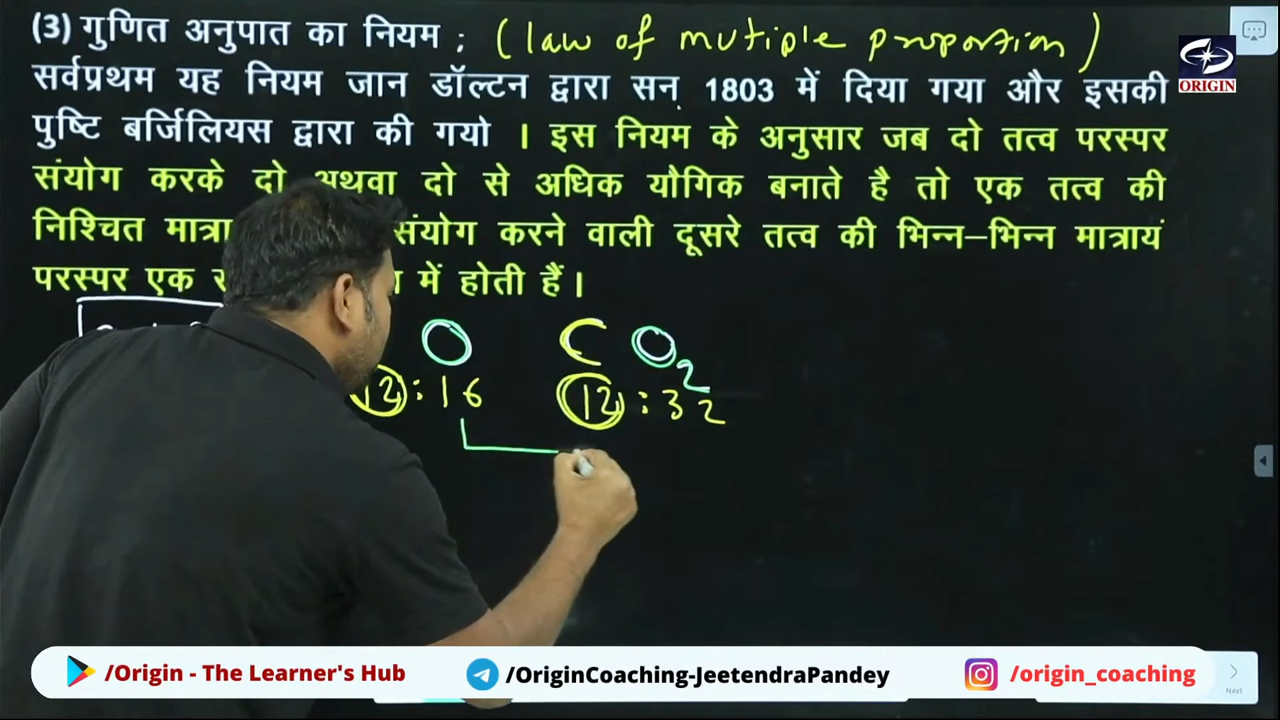 (3) गुणित अनुपात का नियम ; (law of mutiple proportion)
सर्वप्रथम यह नियम जान डॉल्टन द्वारा सन् 1803 में दिया गया और इसकी
पुष्टि बर्जिलियस द्वारा की गयो । इस नियम के अनुसार जब दो तत्व परस्पर
संयोग करके दो अथवा दो से अधिक यौगिक बनाते है तो एक तत्व की
निश्चित मात्रा संयोग करने वाली दूसरे तत्व की भिन्न–भिन्न मात्रायं
परस्पर एक में होती हैं ।
O CO2
12 : 16 12 : 32
ORIGIN
Next
/Origin - The Learner's Hub
/OriginCoaching-JeetendraPandey
/origin_coaching